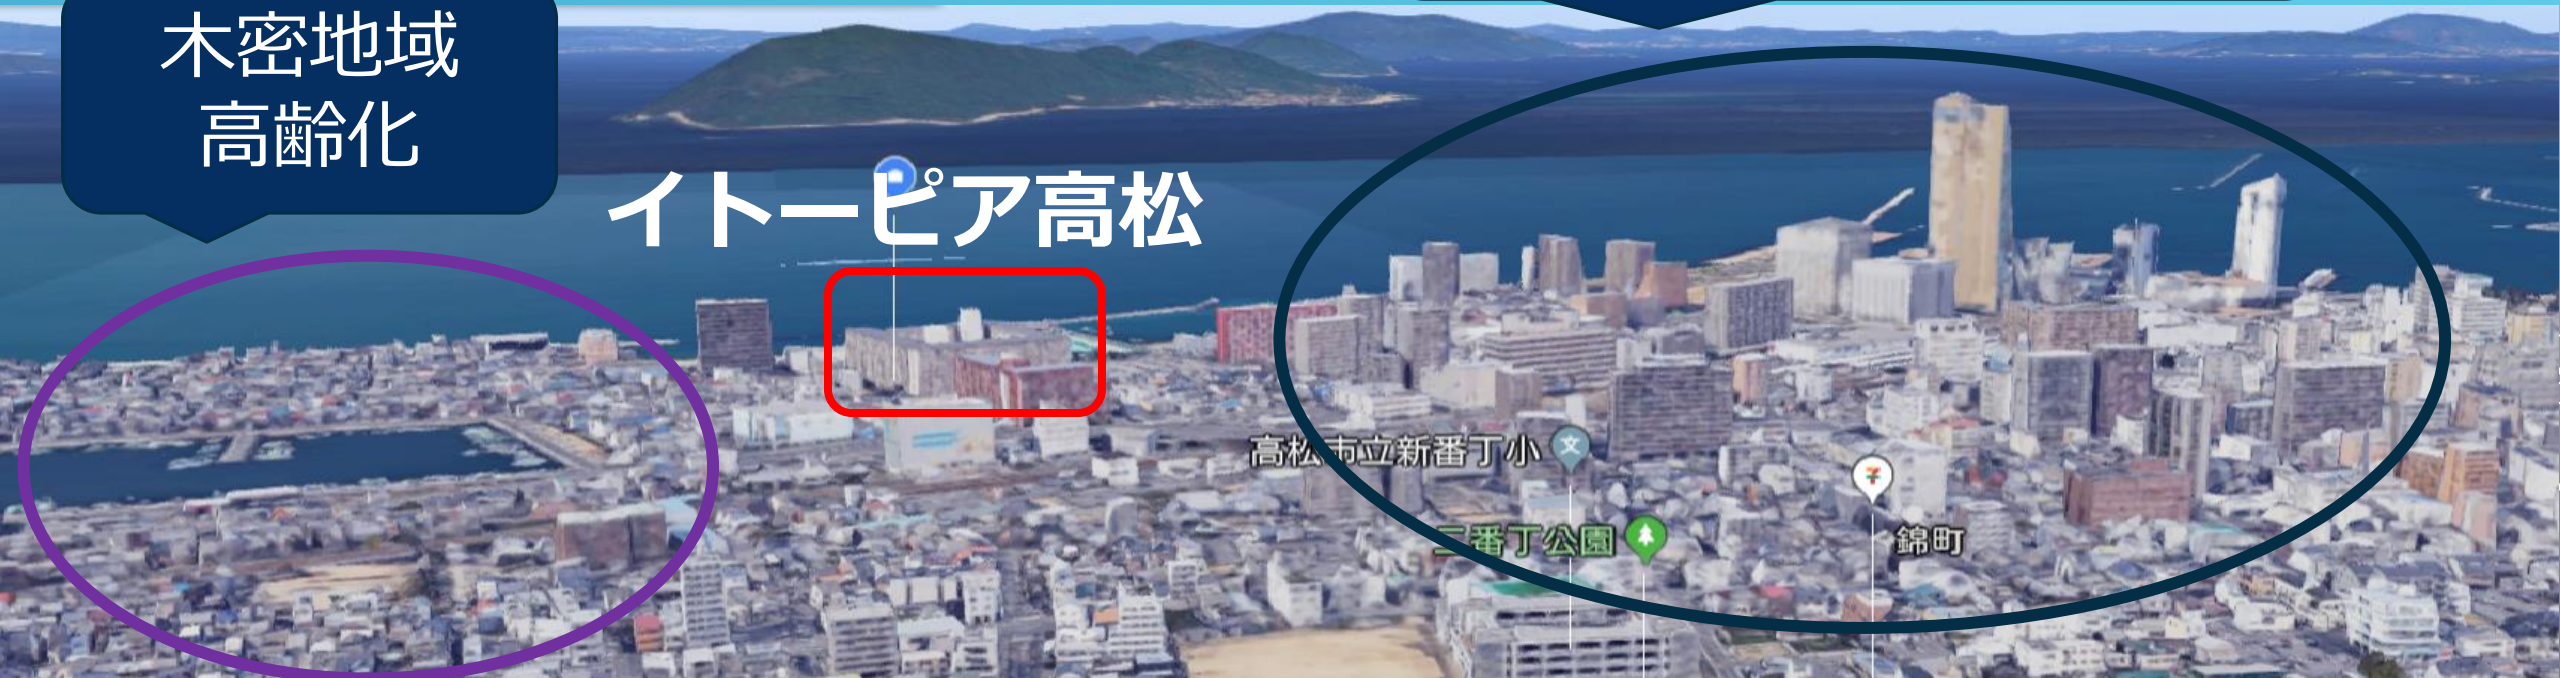 木密地域
高齢化
イトーピア高松
高松市立新番丁小
文
二番丁公園
錦町